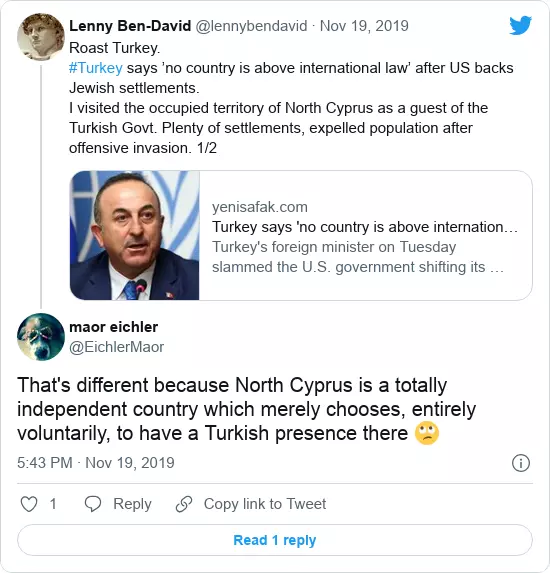 Lenny Ben-David @lennybendavid · Nov 19, 2019
Roast Turkey.
#Turkey says ’no country is above international law’ after US backs
Jewish settlements.
I visited the occupied territory of North Cyprus as a guest of the
Turkish Govt. Plenty of settlements, expelled population after
offensive invasion. 1/2
yenisafak.com
Turkey says 'no country is above internation…
Turkey's foreign minister on Tuesday
slammed the U.S. government shifting its …
maor eichler
@EichlerMaor
That's different because North Cyprus is a totally
independent country which merely chooses, entirely
voluntarily, to have a Turkish presence there 🙄
5:43 PM · Nov 19, 2019
1 Reply Copy link to Tweet
Read 1 reply